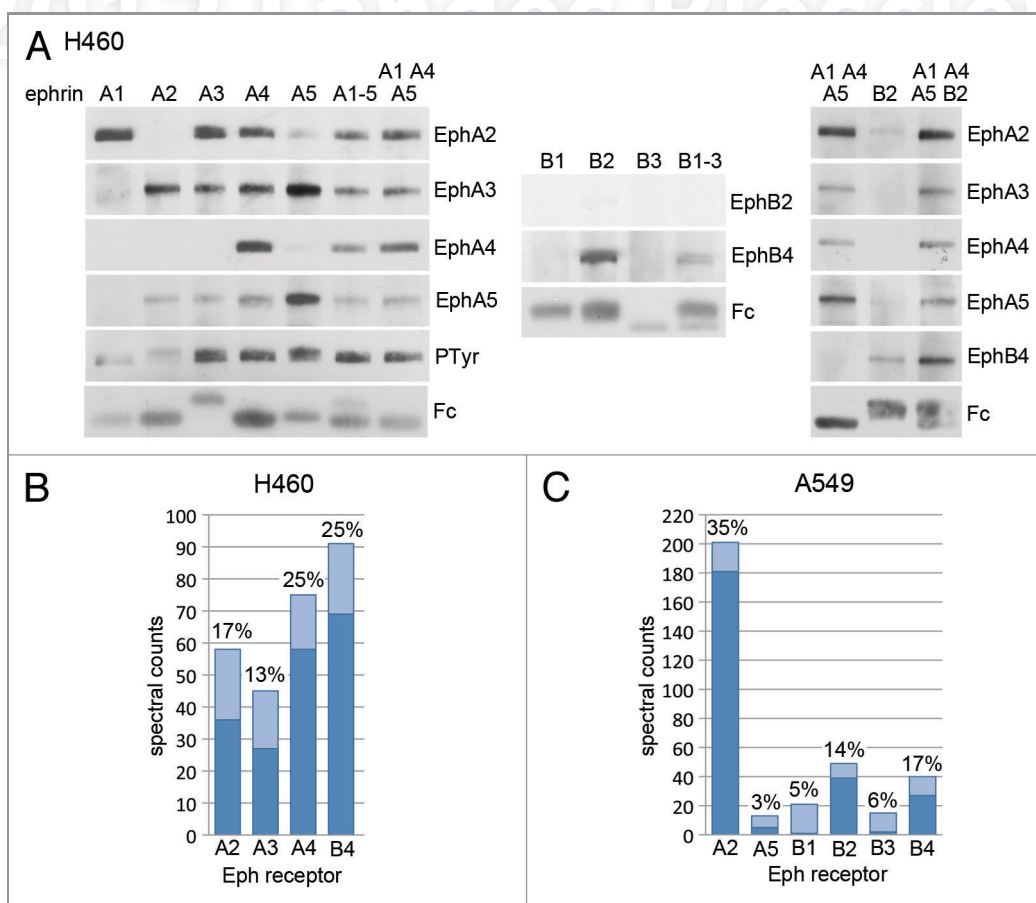 A H460
A1 A4
ephrin A1 A2 A3 A4 A5 A1-5 A5
EphA2
EphA3
EphA4
EphA5
PTyr
Fc
B1 B2 B3 B1-3
EphB2
EphB4
Fc
A1 A4 A1 A4
A5 B2 A5 B2
EphA2
EphA3
EphA4
EphA5
EphB4
Fc
B H460
spectral counts
100
90
80
70
60
50
40
30
20
10
0
17% 13% 25% 25%
A2 A3 A4 B4
Eph receptor
C A549
spectral counts
220
200
180
160
140
120
100
80
60
40
20
0
35% 3% 5% 14% 6% 17%
A2 A5 B1 B2 B3 B4
Eph receptor